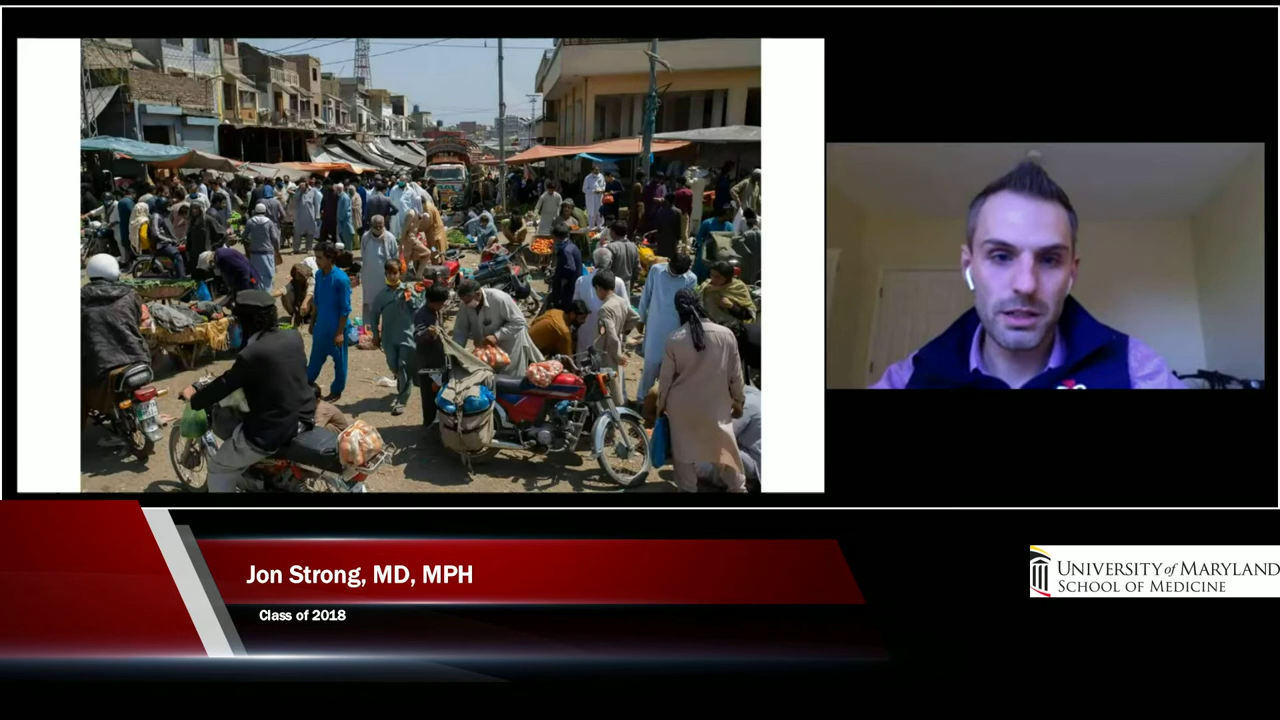 Jon Strong, MD, MPH
Class of 2018
UNIVERSITY of MARYLAND
SCHOOL OF MEDICINE